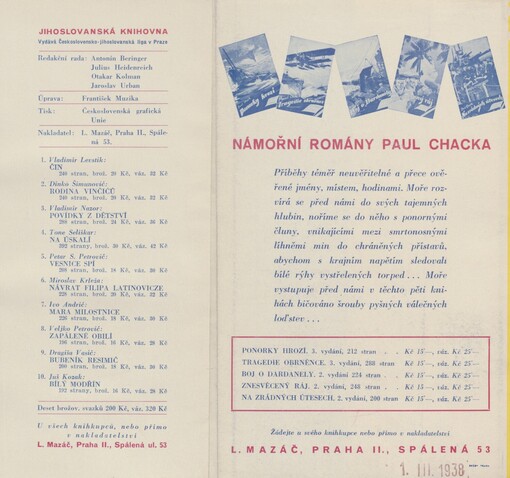 JIHOSLOVANSKÁ KNIHOVNA
Vydává Československo-jihoslovanská liga v Praze
Redakční rada: Antonín Beringer
Julius Heidenreich
Otakar Kolman
Jaroslav Urban
Úprava: František Muzika
Tisk: Československá grafická
Unie
Nakladatel: L. Mazáč, Praha II., Spále-
ná 53.
1. Vladimir Levstik:
ČIN
240 stran, brož. 20 Kč, váz. 32 Kč
2. Dinko Šimunović:
RODINA VINČIĆŮ
240 stran, brož. 20 Kč, váz. 32 Kč
3. Vladimir Nazor:
POVÍDKY Z DĚTSTVÍ
288 stran, brož. 24 Kč, váz. 36 Kč
4. Tone Seliškar:
NA ÚSKALÍ
392 strany, brož. 30 Kč, váz. 42 Kč
5. Petar S. Petrović:
VESNICE SPÍ
208 stran, brož. 18 Kč, váz. 30 Kč
6. Miroslav Krleža:
NÁVRAT FILIPA LATINOVICZE
228 stran, brož. 20 Kč, váz. 32 Kč
7. Ivo Andrić:
MARA MILOSTNICE
226 stran, brož. 18 Kč, váz. 30 Kč
8. Veljko Petrović:
ZAPÁLENÉ OBILÍ
196 stran, brož. 18 Kč, váz. 28 Kč
9. Dragiša Vasić:
BUBENÍK RESIMIĆ
200 stran, brož. 18 Kč, váz. 30 Kč
10. Juš Kozak:
BÍLÝ MODŘÍN
192 strany, brož. 16 Kč, váz. 28 Kč
Deset brožov. svazků 200 Kč, váz. 320 Kč
U všech knihkupců, nebo přímo
v nakladatelství
L. MAZÁČ, PRAHA II., SPÁLENÁ ul. 53
NÁMOŘNÍ ROMÁNY PAUL CHACKA
Příběhy téměř neuvěřitelné a přece ově-
řené jmény, místem, hodinami. Moře roz-
vírá se před námi do svých tajemných
hlubin, noříme se do něho s ponornými
čluny, vnikajícími mezi smrtonosnými
líhněmi min do chráněných přístavů,
abychom s krajním napětím sledovali
bílé rýhy vystřelených torped... Moře
vystupuje před námi v těchto pěti kni-
hách bičováno šrouby pyšných válečných
loďstev...
PONORKY HROZÍ. 3. vydání, 212 stran . . Kč 15—, váz. Kč 25—
TRAGEDIE OBRNĚNCE. 3. vydání, 288 stran . Kč 15—, váz. Kč 25—
BOJ O DARDANELY. 2. vydání, 224 stran . . Kč 15—, váz. Kč 25—
ZNESVĚCENÝ RÁJ. 2. vydání, 248 stran . . Kč 15—, váz. Kč 25—
NA ZRÁDNÝCH ÚTESECH. 2. vydání, 200 stran . Kč 15—, váz. Kč 25—
Žádejte u svého knihkupce nebo přímo v nakladatelství
L. MAZÁČ, PRAHA II., SPÁLENÁ 53
1. III. 1938